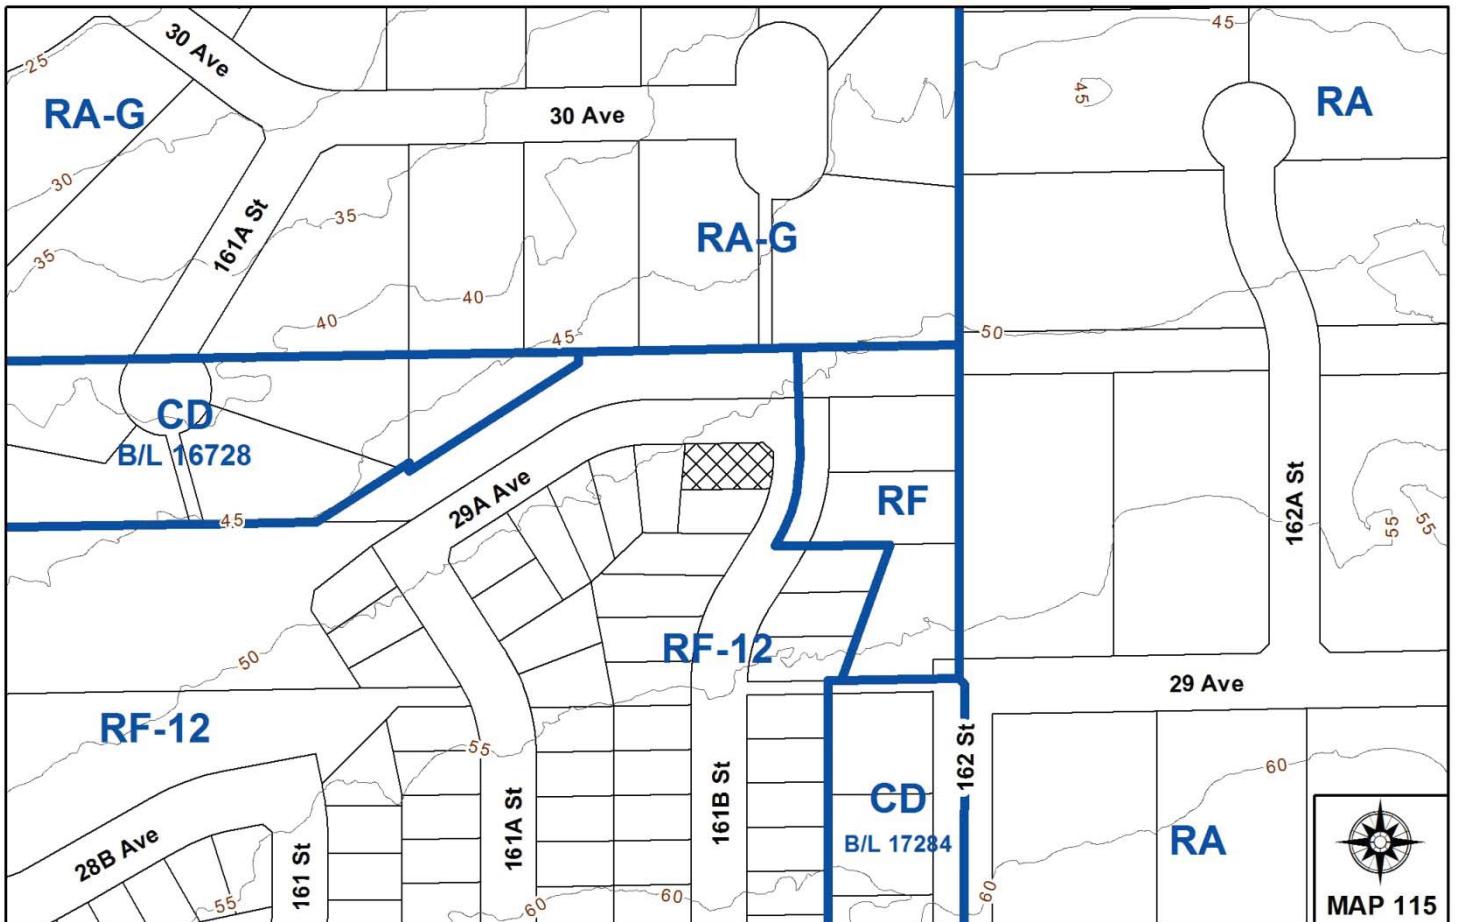 45
30 Ave
25
RA-G
45
RA
30 Ave
30
35
161A St
RA-G
35
40
40
45
50
CD
B/L 16728
45
29A Ave
RF
162A St
55
55
50
RF-12
29 Ave
RF-12
55
162 St
60
CD
B/L 17284
161A St
161B St
28B Ave
161 St
RA
60
60
60
55
MAP 115